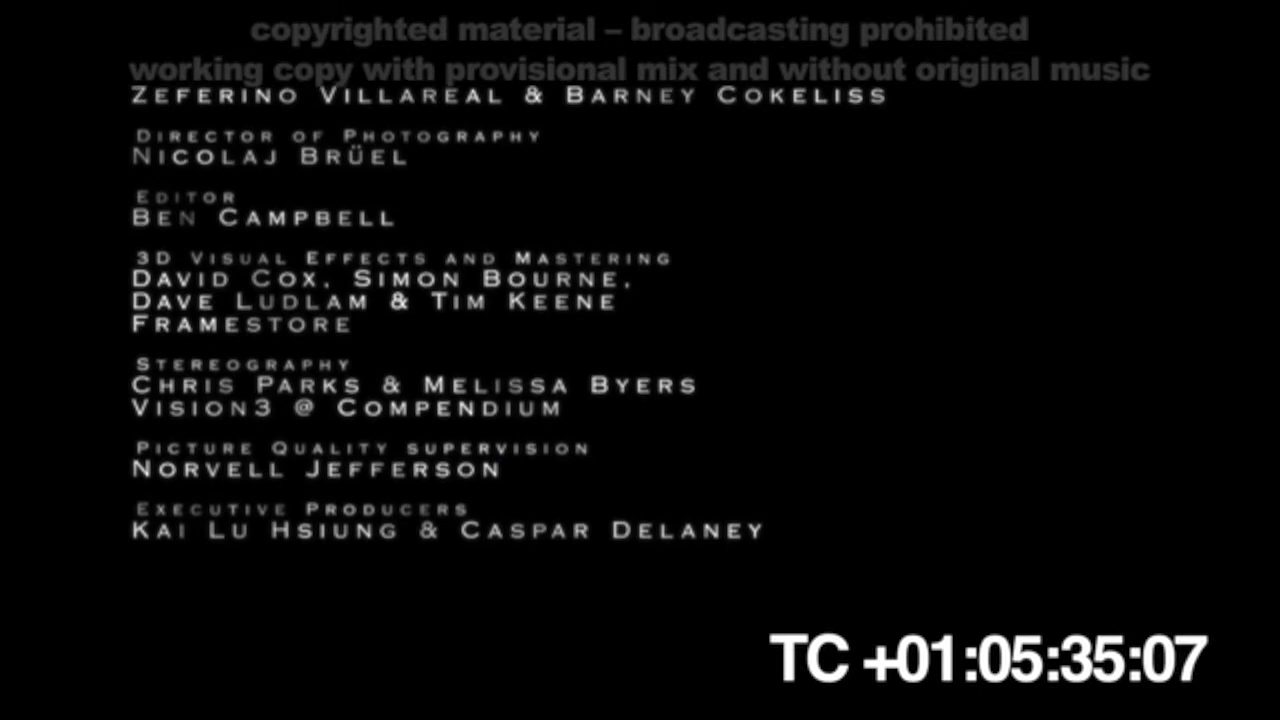 copyrighted material – broadcasting prohibited
working copy with provisional mix and without original music
Zeferino Villareal & Barney Cokeliss
Director of Photography
Nicolaj Brüel
Editor
Ben Campbell
3D Visual Effects and Mastering
David Cox, Simon Bourne,
Dave Ludlam & Tim Keene
Framestore
Stereography
Chris Parks & Melissa Byers
Vision3 @ Compendium
Picture Quality supervision
Norvell Jefferson
Executive Producers
Kai Lu Hsiung & Caspar Delaney
TC +01:05:35:07